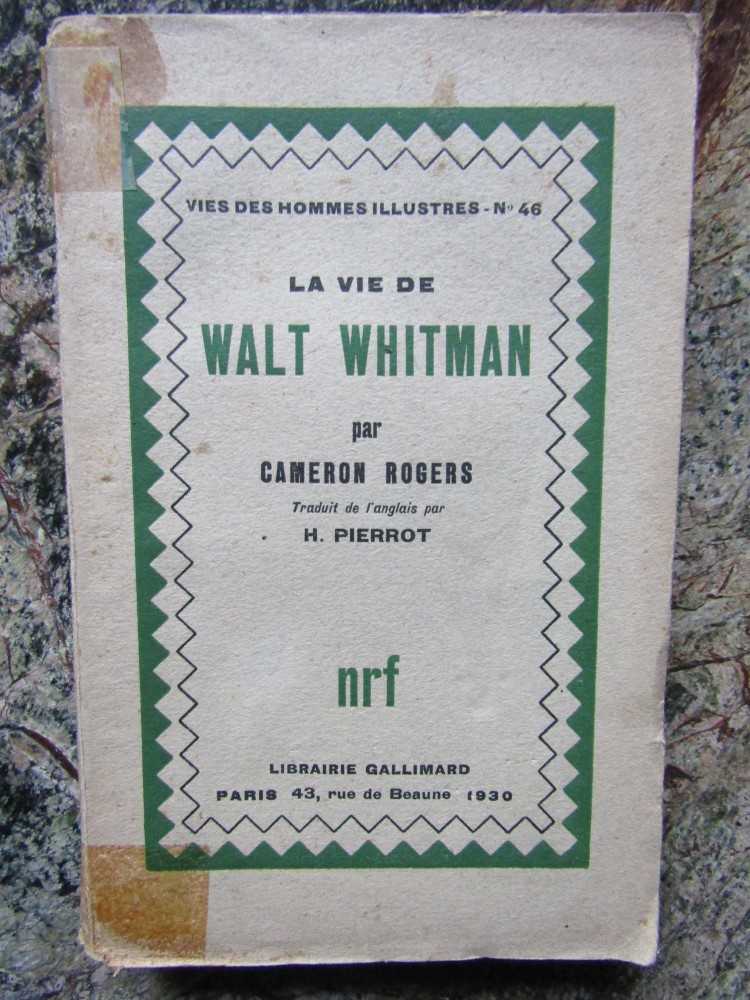 VIES DES HOMMES ILLUSTRES - Nº 46
LA VIE DE
WALT WHITMAN
par
CAMERON ROGERS
Traduit de l'anglais par
H. PIERROT
nrf
LIBRAIRIE GALLIMARD
PARIS 43, rue de Beaune 1930